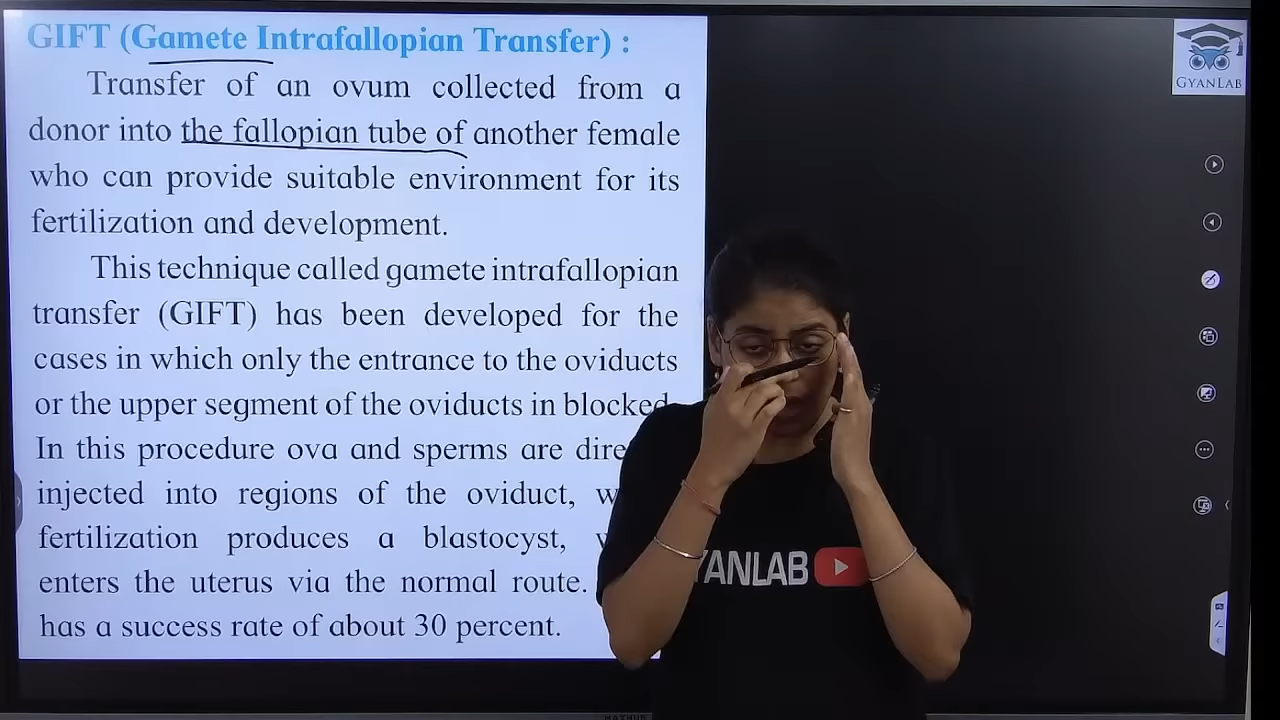 GIFT (Gamete Intrafallopian Transfer) :
Transfer of an ovum collected from a
donor into the fallopian tube of another female
who can provide suitable environment for its
fertilization and development.
This technique called gamete intrafallopian
transfer (GIFT) has been developed for the
cases in which only the entrance to the oviducts
or the upper segment of the oviducts in blocked.
In this procedure ova and sperms are dire
injected into regions of the oviduct, w
fertilization produces a blastocyst, w
enters the uterus via the normal route.
has a success rate of about 30 percent.
GYANLAB
YANLAB